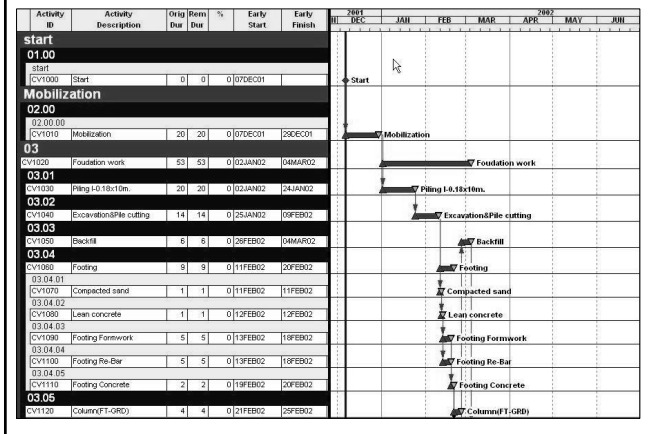 Activity Activity Orig Rem % Early Early 2001 2002
ID Description Dur Dur Start Finish DEC JAN FEB MAR APR MAY JUN
start
01.00
start
CV1000 Start 0 0 0 07DEC01 Start
Mobilization
02.00
02.00.00
CV1010 Mobilization 20 20 0 07DEC01 29DEC01 Mobilization
03
CV1020 Foudation work 53 53 0 02JAN02 04MAR02 Foudation work
03.01
CV1030 Piling I-0.18x10m. 20 20 0 02JAN02 24JAN02 Piling I-0.18x10m.
03.02
CV1040 Excavation&Pile cutting 14 14 0 25JAN02 09FEB02 Excavation&Pile cutting
03.03
CV1050 Backfill 6 6 0 26FEB02 04MAR02 Backfill
03.04
CV1060 Footing 9 9 0 11FEB02 20FEB02 Footing
03.04.01
CV1070 Compacted sand 1 1 0 11FEB02 11FEB02 Compacted sand
03.04.02
CV1080 Lean concrete 1 1 0 12FEB02 12FEB02 Lean concrete
03.04.03
CV1090 Footing Formwork 5 5 0 13FEB02 18FEB02 Footing Formwork
03.04.04
CV1100 Footing Re-Bar 5 5 0 13FEB02 18FEB02 Footing Re-Bar
03.04.05
CV1110 Footing Concrete 2 2 0 19FEB02 20FEB02 Footing Concrete
03.05
CV1120 Column(FT-GRD) 4 4 0 21FEB02 25FEB02 Column(FT-GRD)